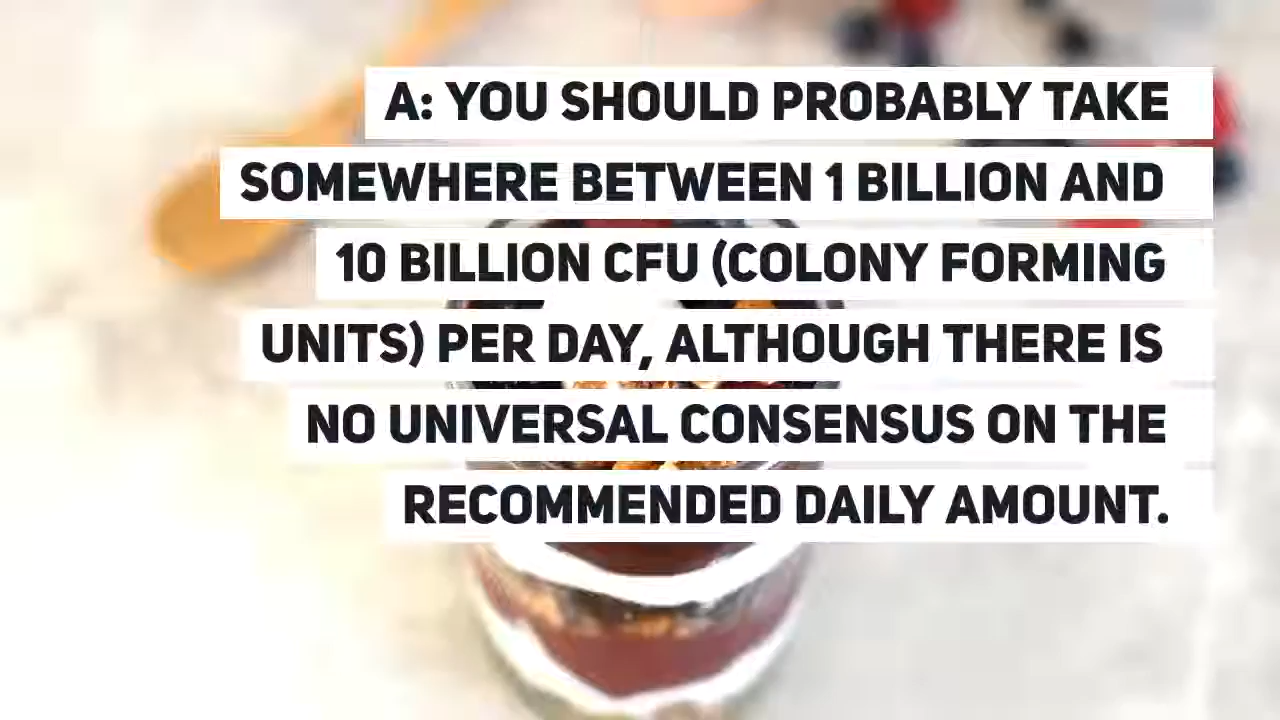 A: YOU SHOULD PROBABLY TAKE
SOMEWHERE BETWEEN 1 BILLION AND
10 BILLION CFU (COLONY FORMING
UNITS) PER DAY, ALTHOUGH THERE IS
NO UNIVERSAL CONSENSUS ON THE
RECOMMENDED DAILY AMOUNT.